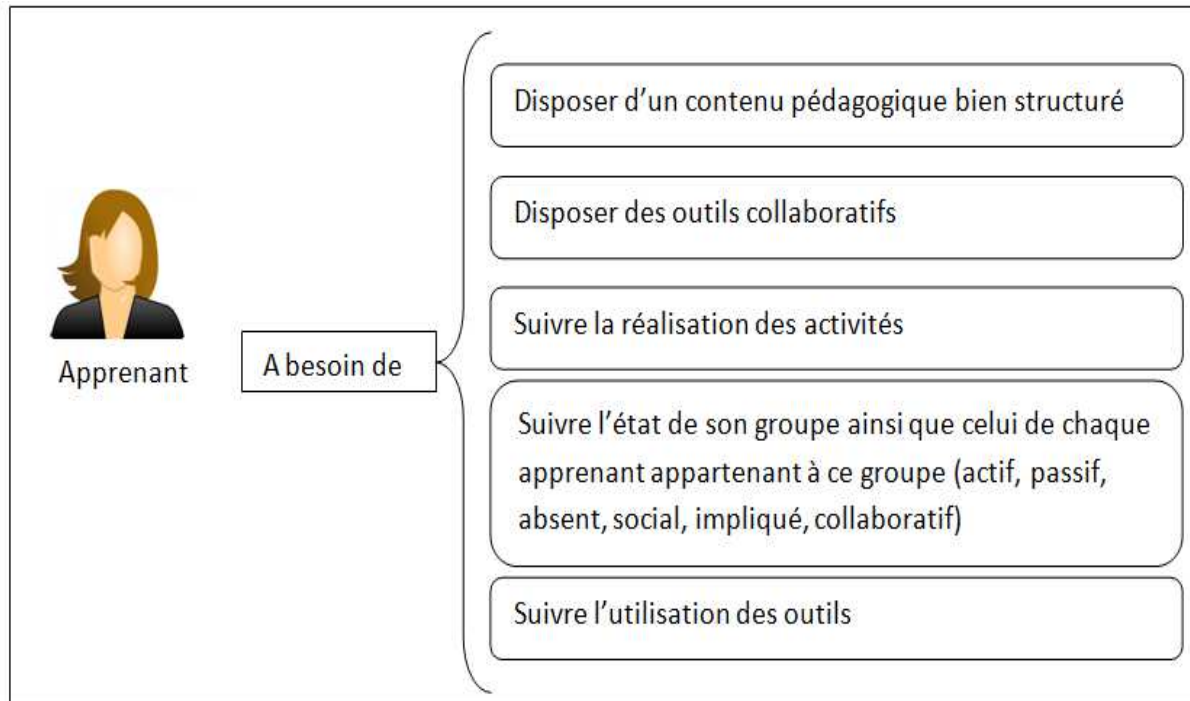 Apprenant
A besoin de
Disposer d’un contenu pédagogique bien structuré
Disposer des outils collaboratifs
Suivre la réalisation des activités
Suivre l’état de son groupe ainsi que celui de chaque
apprenant appartenant à ce groupe (actif, passif,
absent, social, impliqué, collaboratif)
Suivre l’utilisation des outils